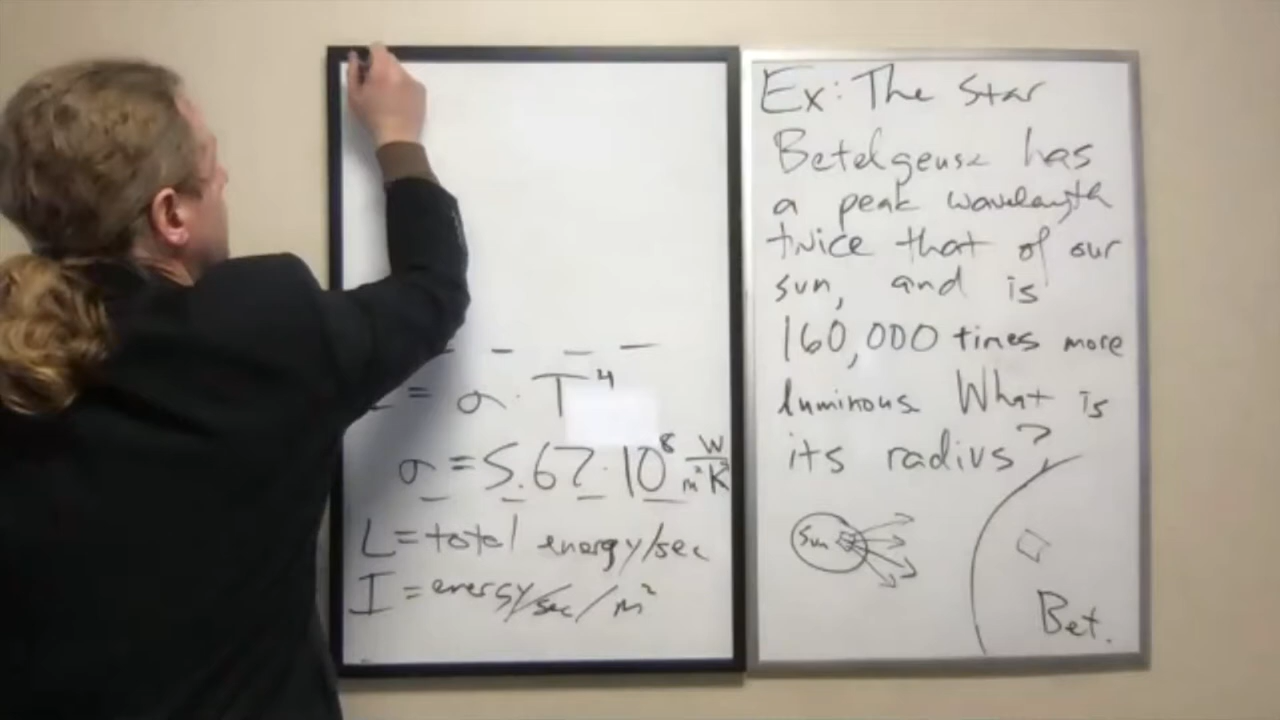 = σ · T⁴
σ = 5.67 · 10⁸ W/m²K⁴
L = total energy/sec
I = energy/sec/m²
Ex: The Star
Betelgeuse has
a peak wavelength
twice that of our
sun, and is
160,000 times more
luminous. What is
its radius?
Sun
Bet.